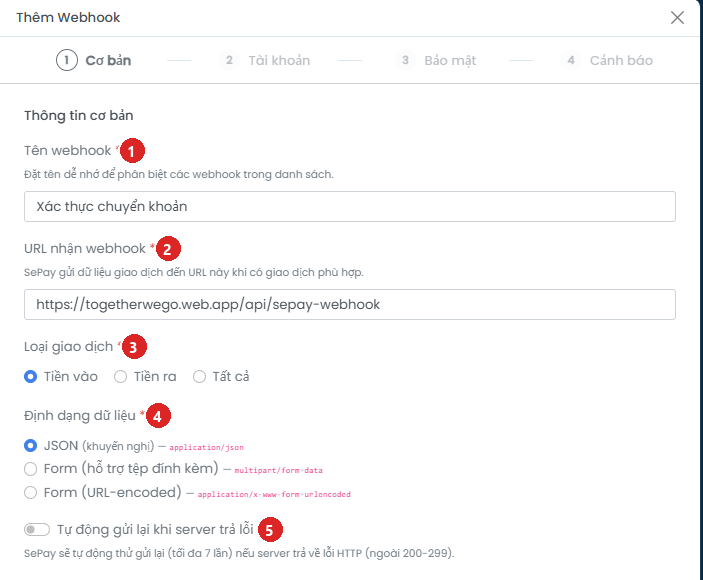 Thêm Webhook
1 Cơ bản 2 Tài khoản 3 Bảo mật 4 Cảnh báo
Thông tin cơ bản
Tên webhook * 1
Đặt tên dễ nhớ để phân biệt các webhook trong danh sách.
Xác thực chuyển khoản
URL nhận webhook * 2
SePay gửi dữ liệu giao dịch đến URL này khi có giao dịch phù hợp.
https://togetherwego.web.app/api/sepay-webhook
Loại giao dịch * 3
Tiền vào Tiền ra Tất cả
Định dạng dữ liệu * 4
JSON (khuyến nghị) — application/json
Form (hỗ trợ tệp đính kèm) — multipart/form-data
Form (URL-encoded) — application/x-www-form-urlencoded
Tự động gửi lại khi server trả lỗi 5
SePay sẽ tự động thử gửi lại (tối đa 7 lần) nếu server trả về lỗi HTTP (ngoài 200-299).